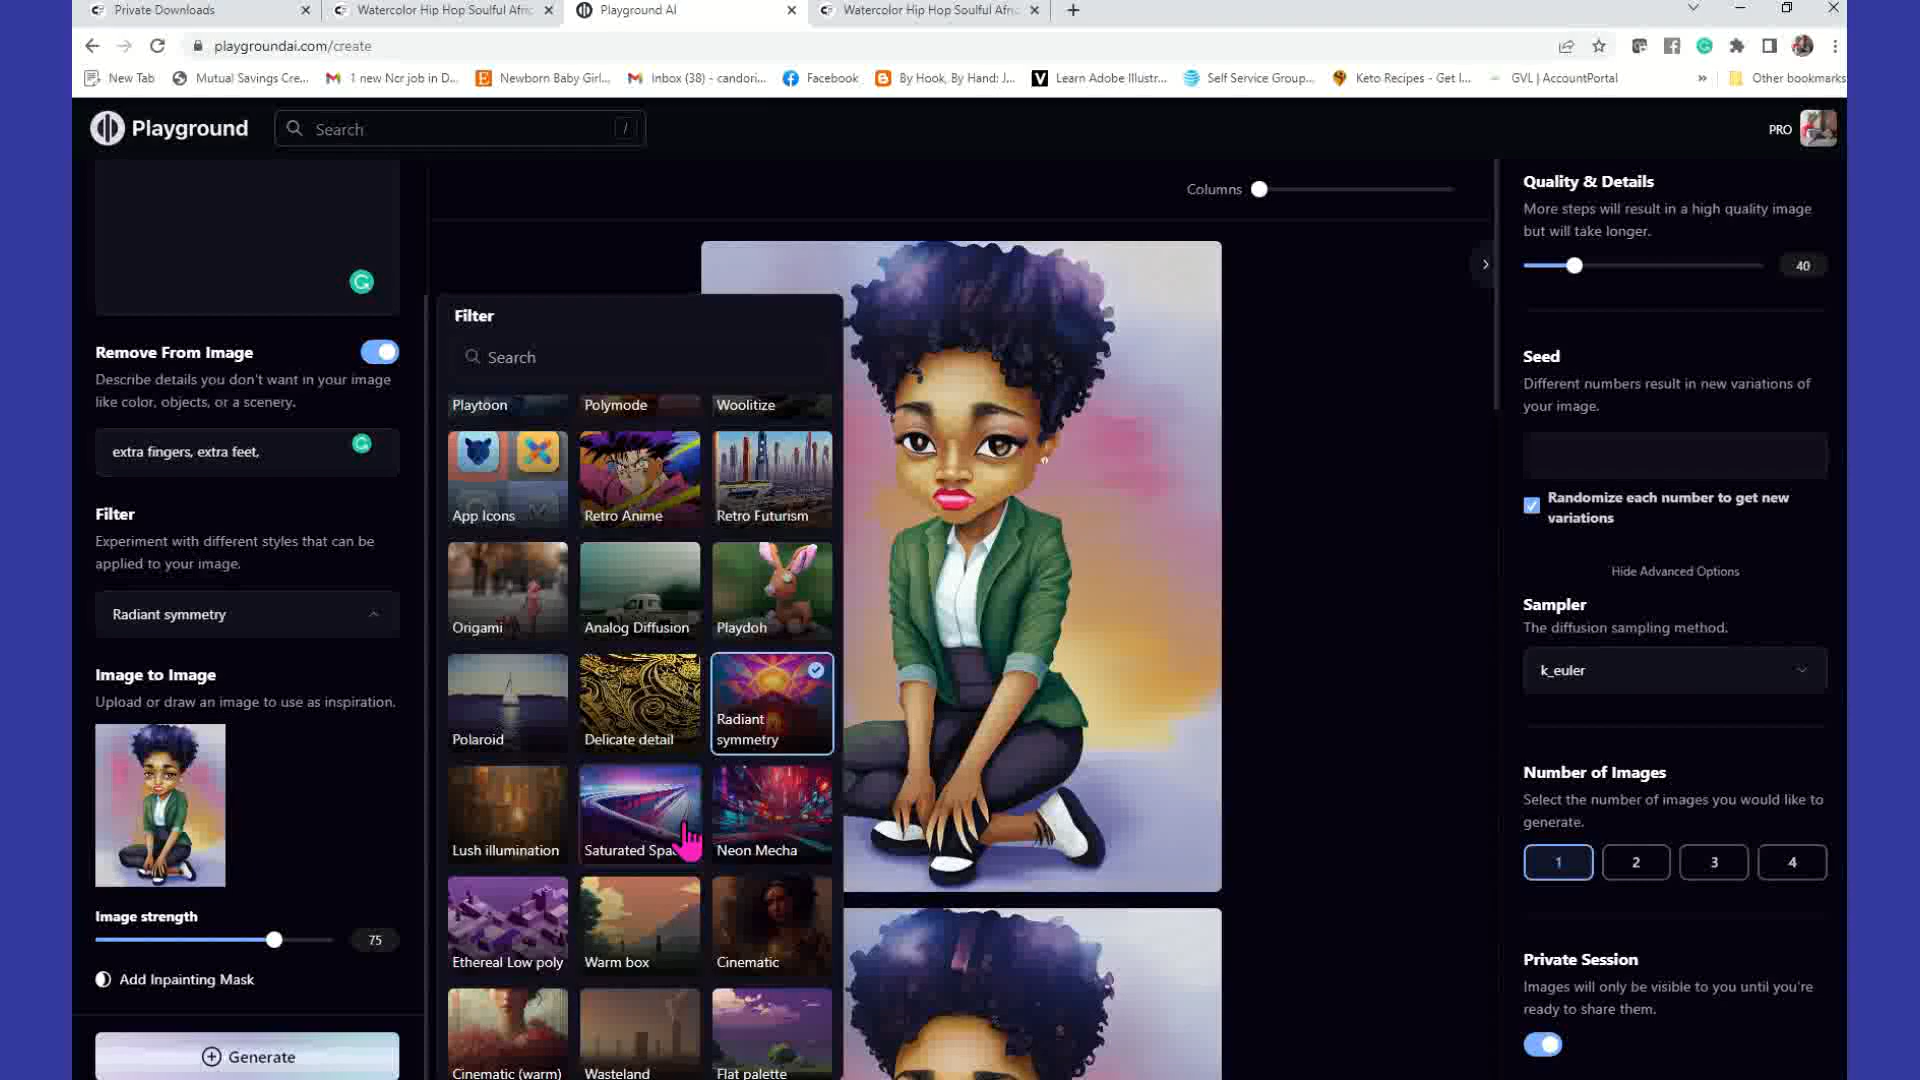 Private Downloads
Watercolor Hip Hop Soulful Afri
Playground AI
Watercolor Hip Hop Soulful Afric
playgroundai.com/create
New Tab
Mutual Savings Cre...
1 new Ncr job in D...
Newborn Baby Girl...
Inbox (38) - candori...
Facebook
By Hook, By Hand: J...
Learn Adobe Illustr...
Self Service Group...
Keto Recipes - Get I...
GVL | AccountPortal
Other bookmarks
Playground
Search
/
PRO
Remove From Image
Describe details you don't want in your image
like color, objects, or a scenery.
extra fingers, extra feet,
Filter
Experiment with different styles that can be
applied to your image.
Radiant symmetry
Image to Image
Upload or draw an image to use as inspiration.
Image strength
75
Add Inpainting Mask
Generate
Columns
Filter
Search
Playtoon
Polymode
Woolitize
App Icons
Retro Anime
Retro Futurism
Origami
Analog Diffusion
Playdoh
Polaroid
Delicate detail
Radiant
symmetry
Lush illumination
Saturated Spa
Neon Mecha
Ethereal Low poly
Warm box
Cinematic
Cinematic (warm)
Wasteland
Flat palette
Quality & Details
More steps will result in a high quality image
but will take longer.
40
Seed
Different numbers result in new variations of
your image.
Randomize each number to get new
variations
Hide Advanced Options
Sampler
The diffusion sampling method.
k_euler
Number of Images
Select the number of images you would like to
generate.
1
2
3
4
Private Session
Images will only be visible to you until you're
ready to share them.